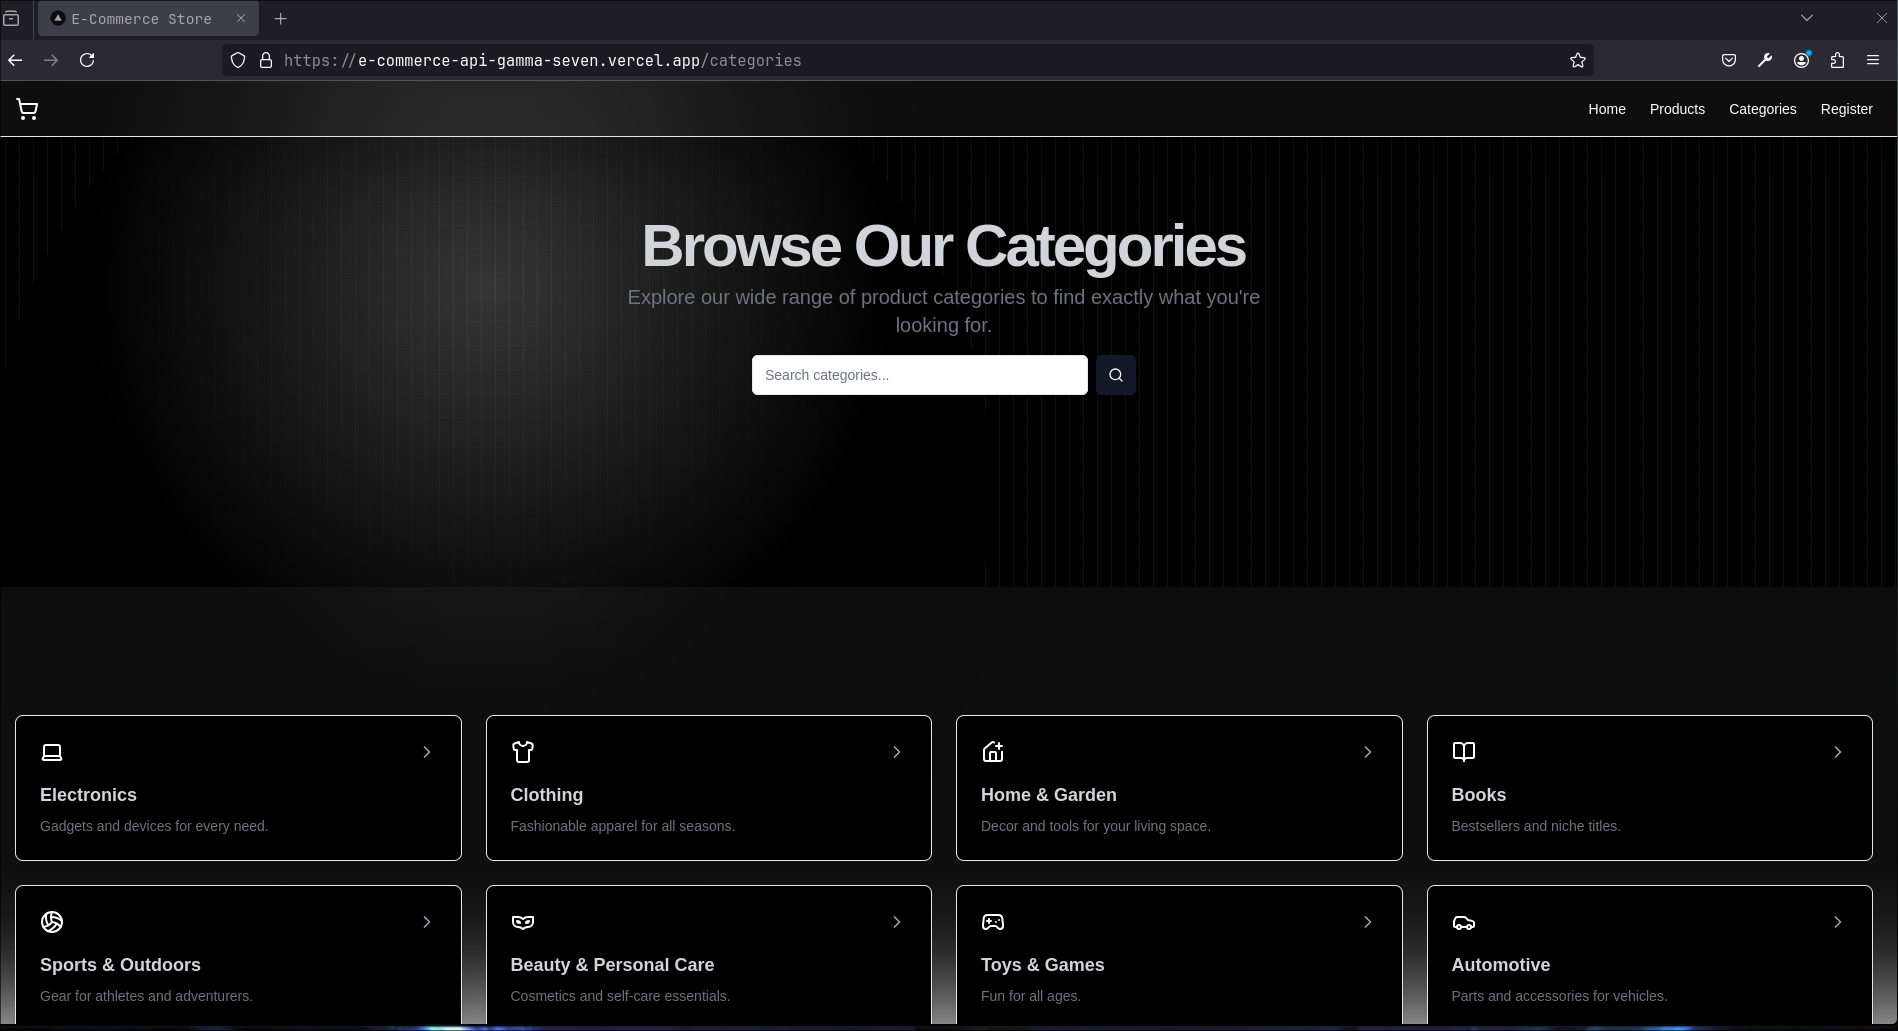 E-Commerce Store
https://e-commerce-api-gamma-seven.vercel.app/categories
Home Products Categories Register
Browse Our Categories
Explore our wide range of product categories to find exactly what you're
looking for.
Search categories...
Electronics
Gadgets and devices for every need.
Clothing
Fashionable apparel for all seasons.
Home & Garden
Decor and tools for your living space.
Books
Bestsellers and niche titles.
Sports & Outdoors
Gear for athletes and adventurers.
Beauty & Personal Care
Cosmetics and self-care essentials.
Toys & Games
Fun for all ages.
Automotive
Parts and accessories for vehicles.